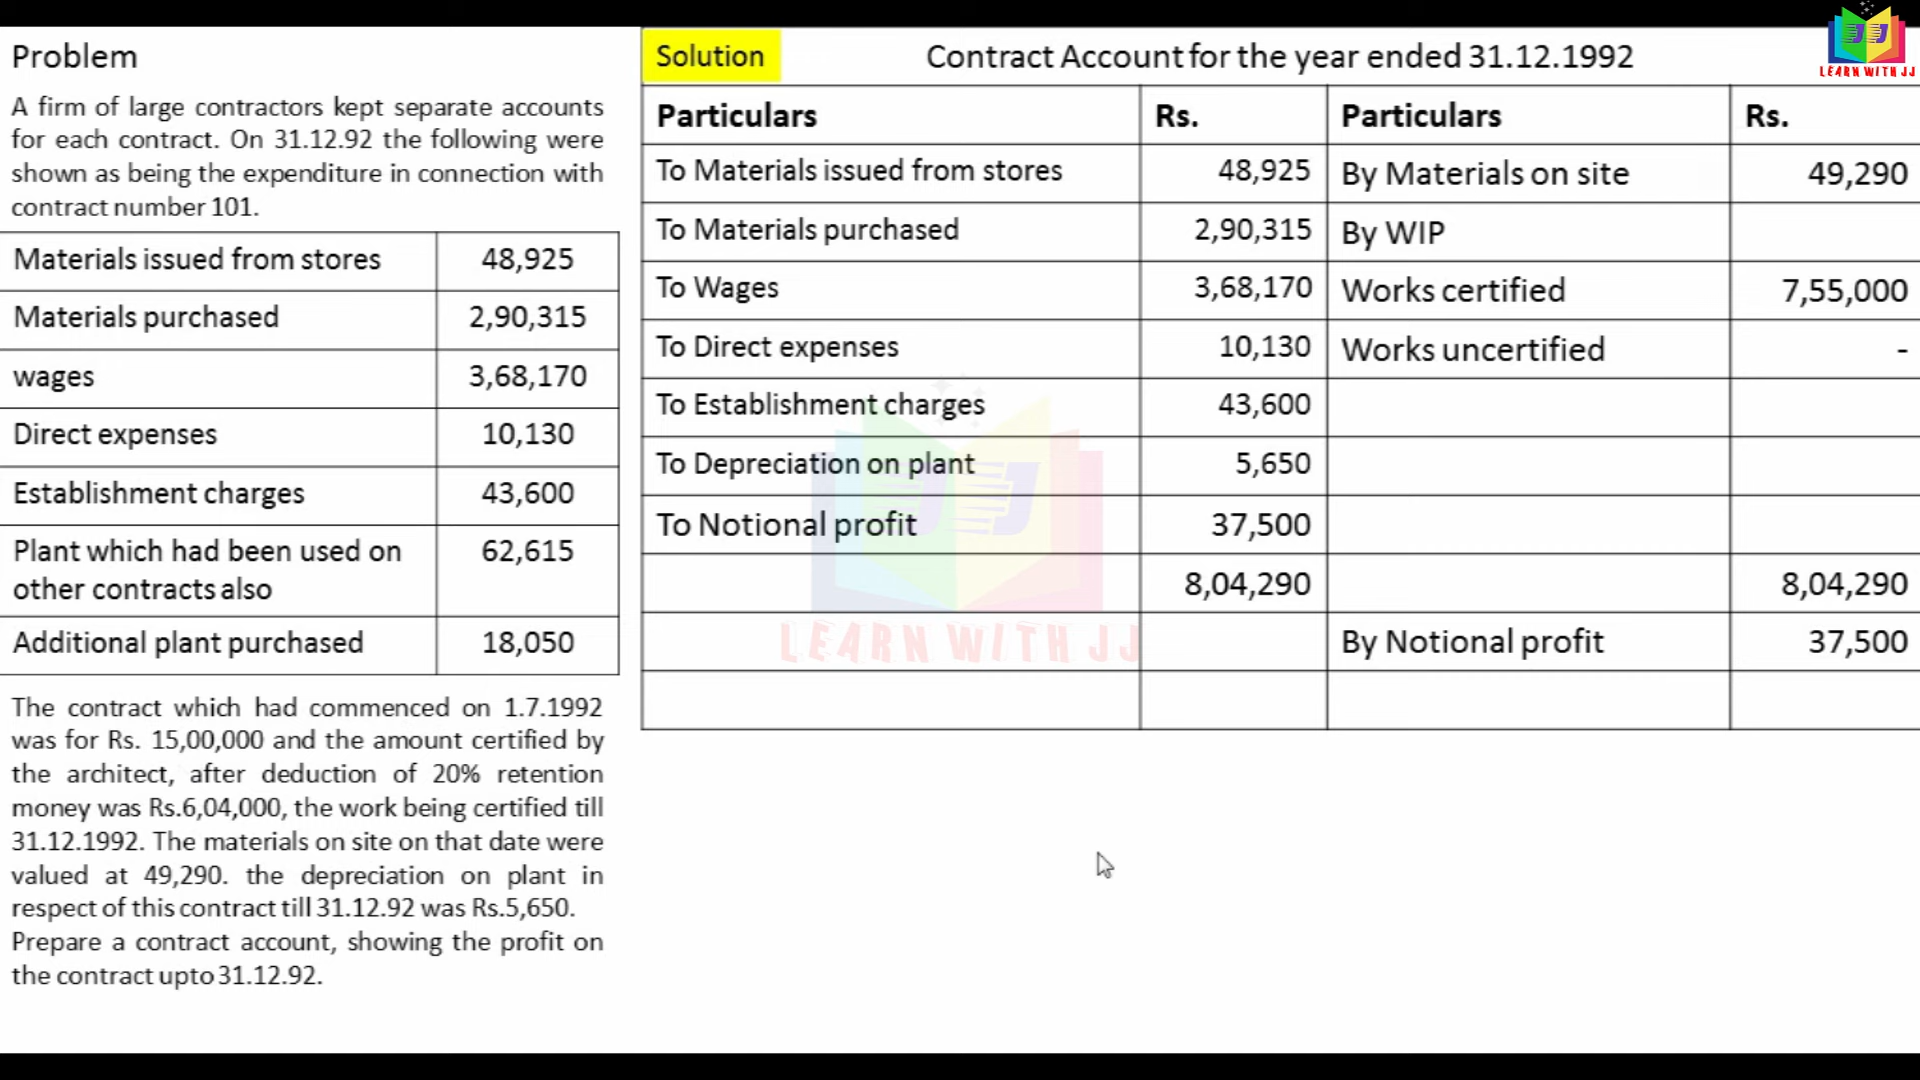 Problem
A firm of large contractors kept separate accounts
for each contract. On 31.12.92 the following were
shown as being the expenditure in connection with
contract number 101.
Materials issued from stores 48,925
Materials purchased 2,90,315
wages 3,68,170
Direct expenses 10,130
Establishment charges 43,600
Plant which had been used on 62,615
other contracts also
Additional plant purchased 18,050
The contract which had commenced on 1.7.1992
was for Rs. 15,00,000 and the amount certified by
the architect, after deduction of 20% retention
money was Rs.6,04,000, the work being certified till
31.12.1992. The materials on site on that date were
valued at 49,290. the depreciation on plant in
respect of this contract till 31.12.92 was Rs.5,650.
Prepare a contract account, showing the profit on
the contract upto 31.12.92.
Solution Contract Account for the year ended 31.12.1992
Particulars Rs. Particulars Rs.
To Materials issued from stores 48,925 By Materials on site 49,290
To Materials purchased 2,90,315 By WIP
To Wages 3,68,170 Works certified 7,55,000
To Direct expenses 10,130 Works uncertified -
To Establishment charges 43,600
To Depreciation on plant 5,650
To Notional profit 37,500
8,04,290 8,04,290
By Notional profit 37,500
JJ
LEARN WITH JJ
JJ
LEARN WITH JJ